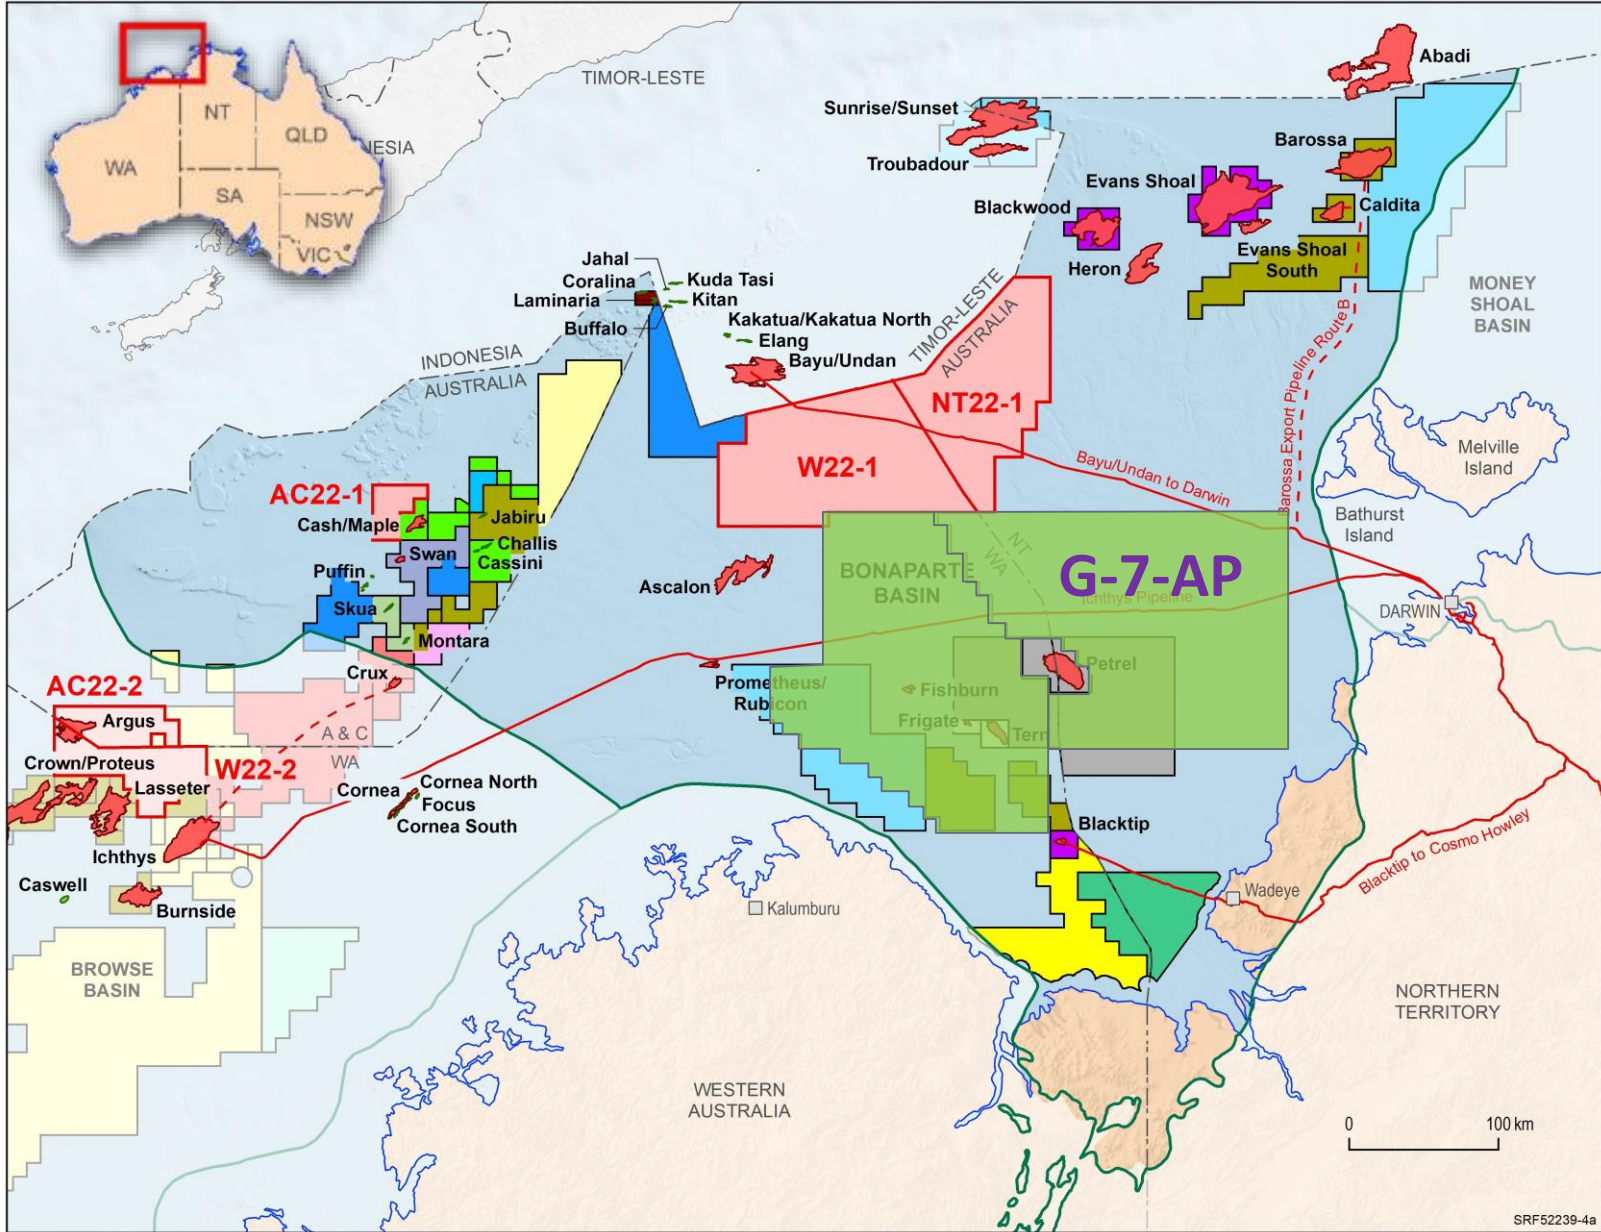 Abadi
TIMOR-LESTE
NT
QLD
WA
SA
NSW
VIC
NESIA
Sunrise/Sunset
Troubadour
Barossa
Evans Shoal
Blackwood
Caldita
Heron
Evans Shoal
South
MONEY
SHOAL
BASIN
Jahal
Coralina
Laminaria
Buffalo
Kuda Tasi
Kitan
Kakatua/Kakatua North
Elang
Bayu/Undan
TIMOR-LESTE
AUSTRALIA
INDONESIA
AUSTRALIA
NT22-1
W22-1
Bayu/Undan to Darwin
Barossa Export Pipeline Route B
Melville
Island
Bathurst
Island
AC22-1
Cash/Maple
Jabiru
Challis
Cassini
Swan
Puffin
Skua
Montara
Crux
Ascalon
BONAPARTE
BASIN
NT
WA
G-7-AP
Ichthys Pipeline
DARWIN
Petrel
Prometheus/
Rubicon
Fishburn
Frigate
Tern
AC22-2
Argus
A & C
WA
Crown/Proteus
W22-2
Lasseter
Cornea
Cornea North
Focus
Cornea South
Ichthys
Caswell
Burnside
Blacktip
Blacktip to Cosmo Howley
Wadeye
Kalumburu
BROWSE
BASIN
NORTHERN
TERRITORY
WESTERN
AUSTRALIA
0
100 km
SRF52239-4a